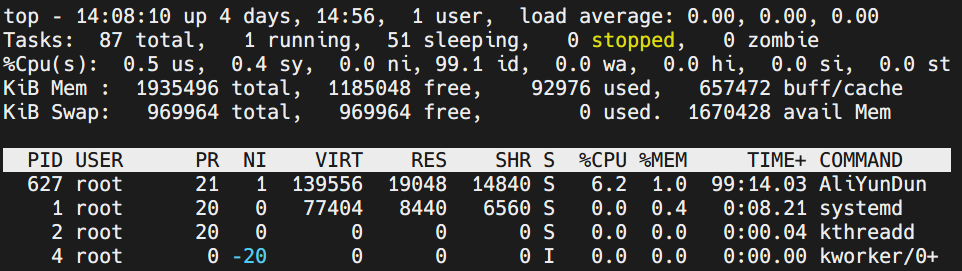 top - 14:08:10 up 4 days, 14:56,  1 user,  load average: 0.00, 0.00, 0.00
Tasks:  87 total,   1 running,  51 sleeping,   0 stopped,   0 zombie
%Cpu(s):  0.5 us,  0.4 sy,  0.0 ni, 99.1 id,  0.0 wa,  0.0 hi,  0.0 si,  0.0 st
KiB Mem :  1935496 total,  1185048 free,    92976 used,   657472 buff/cache
KiB Swap:   969964 total,   969964 free,        0 used.  1670428 avail Mem
  PID USER      PR  NI    VIRT    RES    SHR S  %CPU %MEM     TIME+ COMMAND
  627 root      21   1  139556  19048  14840 S   6.2  1.0  99:14.03 AliYunDun
    1 root      20   0   77404   8440   6560 S   0.0  0.4   0:08.21 systemd
    2 root      20   0       0      0      0 S   0.0  0.0   0:00.04 kthreadd
    4 root       0 -20       0      0      0 I   0.0  0.0   0:00.00 kworker/0+